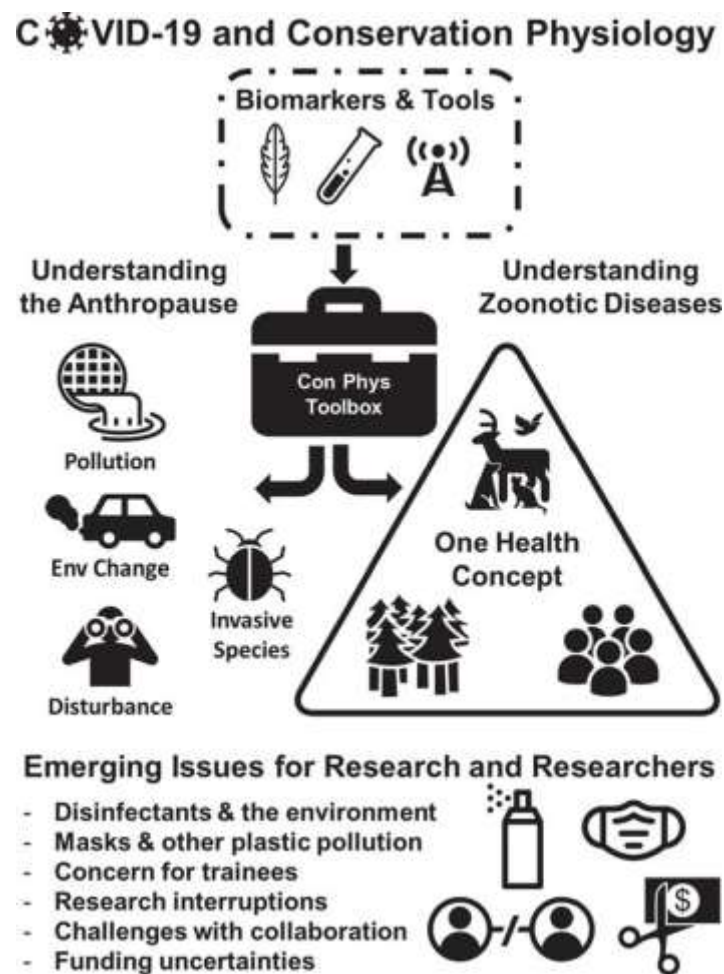 COVID-19 and Conservation Physiology
Biomarkers & Tools
Understanding
the Anthropause
Understanding
Zoonotic Diseases
Con Phys
Toolbox
Pollution
Env Change
Invasive
Species
Disturbance
One Health
Concept
Emerging Issues for Research and Researchers
- Disinfectants & the environment
- Masks & other plastic pollution
- Concern for trainees
- Research interruptions
- Challenges with collaboration
- Funding uncertainties
-/-
$